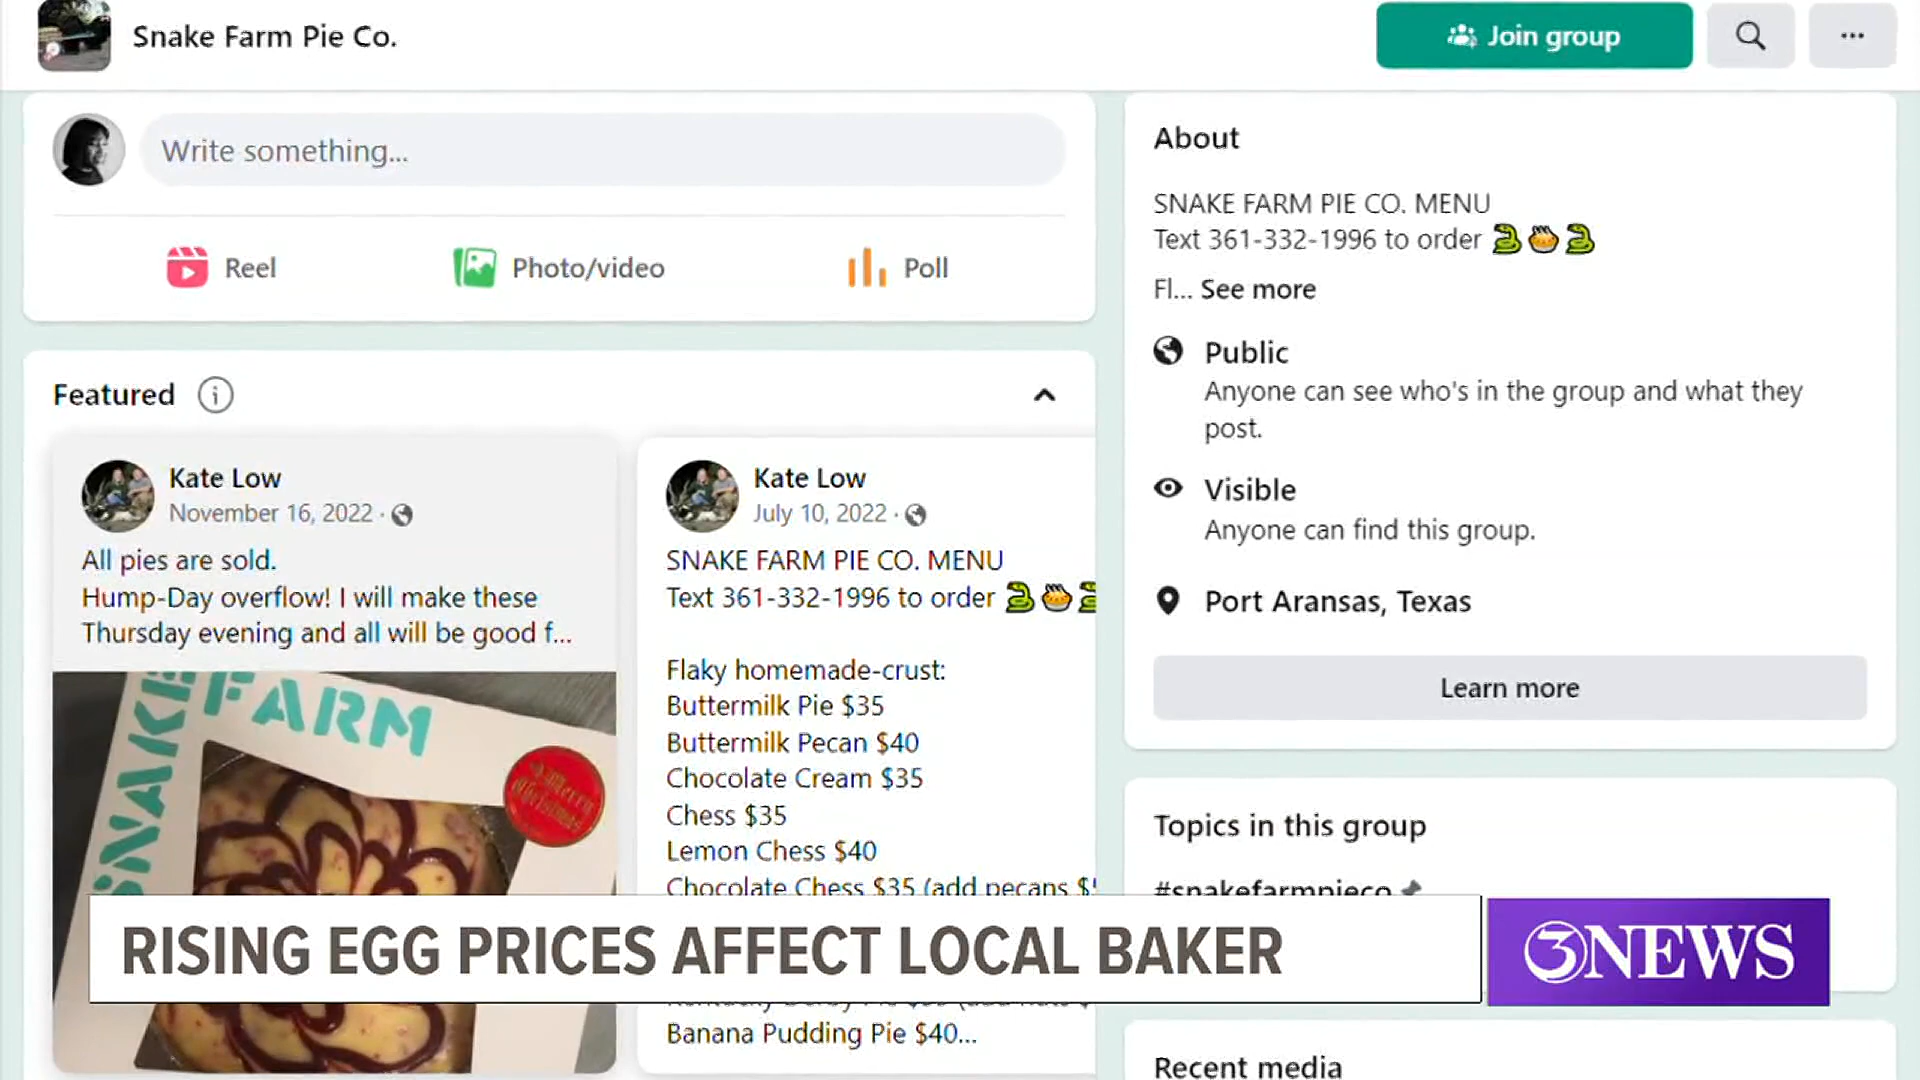 Snake Farm Pie Co.
Join group
Write something...
Reel
Photo/video
Poll
Featured
Kate Low
November 16, 2022 ·
All pies are sold.
Hump-Day overflow! I will make these
Thursday evening and all will be good f...
SNAKE FARM
Kate Low
July 10, 2022 ·
SNAKE FARM PIE CO. MENU
Text 361-332-1996 to order
Flaky homemade-crust:
Buttermilk Pie $35
Buttermilk Pecan $40
Chocolate Cream $35
Chess $35
Lemon Chess $40
Chocolate Chess $35 (add pecans
Banana Pudding Pie $40...
About
SNAKE FARM PIE CO. MENU
Text 361-332-1996 to order
Fl... See more
Public
Anyone can see who's in the group and what they
post.
Visible
Anyone can find this group.
Port Aransas, Texas
Learn more
Topics in this group
#snakefarmpieco
Recent media
RISING EGG PRICES AFFECT LOCAL BAKER
3NEWS